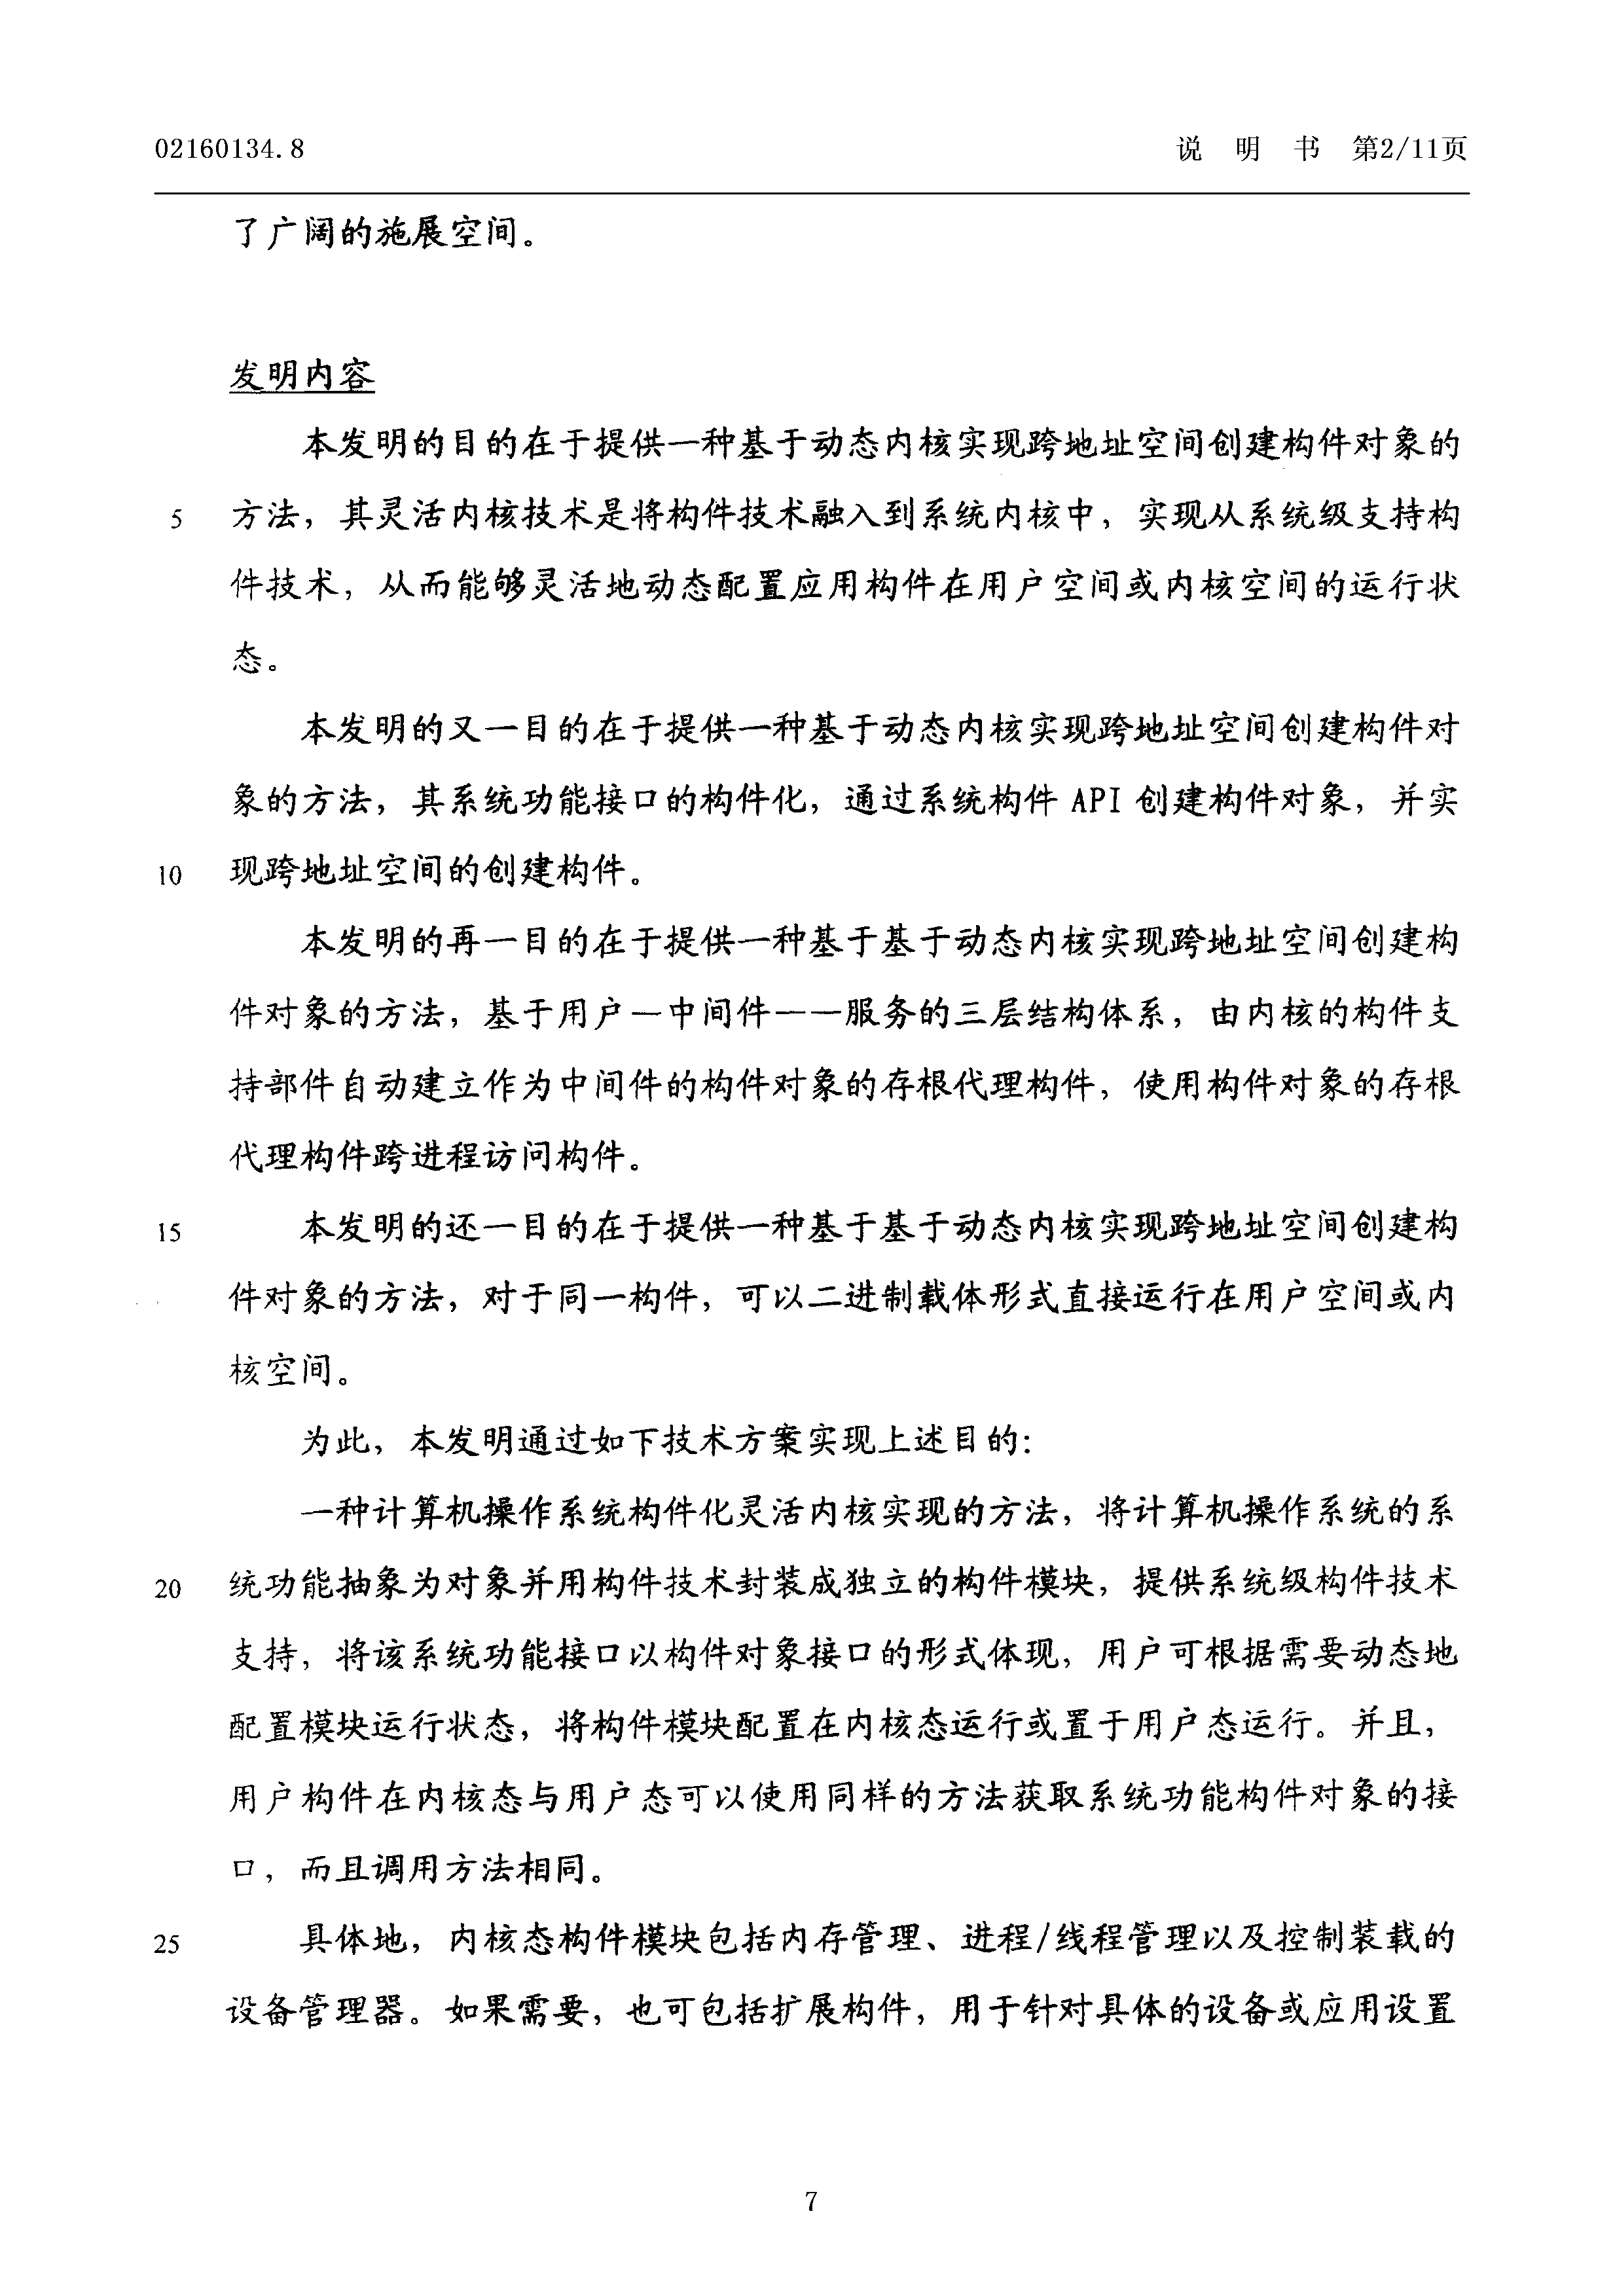 02160134.8 说 明 书 第2/11页
了广阔的施展空间。
发明内容
本发明的目的在于提供一种基于动态内核实现跨地址空间创建构件对象的
5 方法，其灵活内核技术是将构件技术融入到系统内核中，实现从系统级支持构
件技术，从而能够灵活地动态配置应用构件在用户空间或内核空间的运行状
态。
本发明的又一目的在于提供一种基于动态内核实现跨地址空间创建构件对
象的方法，其系统功能接口的构件化，通过系统构件 API 创建构件对象，并实
10 现跨地址空间的创建构件。
本发明的再一目的在于提供一种基于基于动态内核实现跨地址空间创建构
件对象的方法，基于用户—中间件——服务的三层结构体系，由内核的构件支
持部件自动建立作为中间件的构件对象的存根代理构件，使用构件对象的存根
代理构件跨进程访问构件。
15 本发明的还一目的在于提供一种基于基于动态内核实现跨地址空间创建构
件对象的方法，对于同一构件，可以二进制载体形式直接运行在用户空间或内
核空间。
为此，本发明通过如下技术方案实现上述目的：
一种计算机操作系统构件化灵活内核实现的方法，将计算机操作系统的系
20 统功能抽象为对象并用构件技术封装成独立的构件模块，提供系统级构件技术
支持，将该系统功能接口以构件对象接口的形式体现，用户可根据需要动态地
配置模块运行状态，将构件模块配置在内核态运行或置于用户态运行。并且，
用户构件在内核态与用户态可以使用同样的方法获取系统功能构件对象的接
口，而且调用方法相同。
25 具体地，内核态构件模块包括内存管理、进程/线程管理以及控制装载的
设备管理器。如果需要，也可包括扩展构件，用于针对具体的设备或应用设置
7